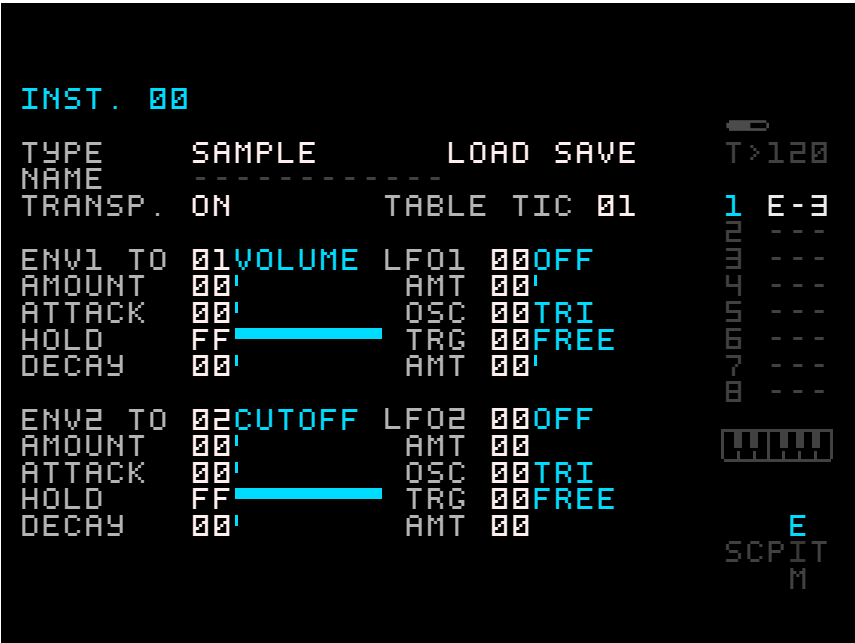 INST. 00
TYPE SAMPLE LOAD SAVE T>120
NAME -------------
TRANSP. ON TABLE TIC 01 1 E-3
2 ---
ENV1 TO 01VOLUME LFO1 00OFF 3 ---
AMOUNT 00' AMT 00' 4 ---
ATTACK 00' OSC 00TRI 5 ---
HOLD FF TRG 00FREE 6 ---
DECAY 00' AMT 00' 7 ---
8 ---
ENV2 TO 02CUTOFF LFO2 00OFF
AMOUNT 00' AMT 00
ATTACK 00' OSC 00TRI
HOLD FF TRG 00FREE
DECAY 00' AMT 00 E
SCPIT
M